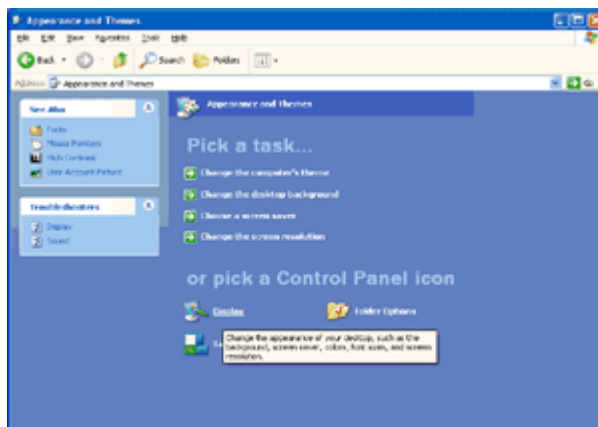 Appearance and Themes
File Edit View Favorites Tools Help
Back Search Folders
Address Appearance and Themes Go
Appearance and Themes
See Also
Fonts
Mouse Pointers
High Contrast
User Account Picture
Troubleshooters
Display
Sound
Pick a task...
Change the computer's theme
Change the desktop background
Choose a screen saver
Change the screen resolution
or pick a Control Panel icon
Display Folder Options
Change the appearance of your desktop, such as the
background, screen saver, colors, font sizes, and screen
resolution.